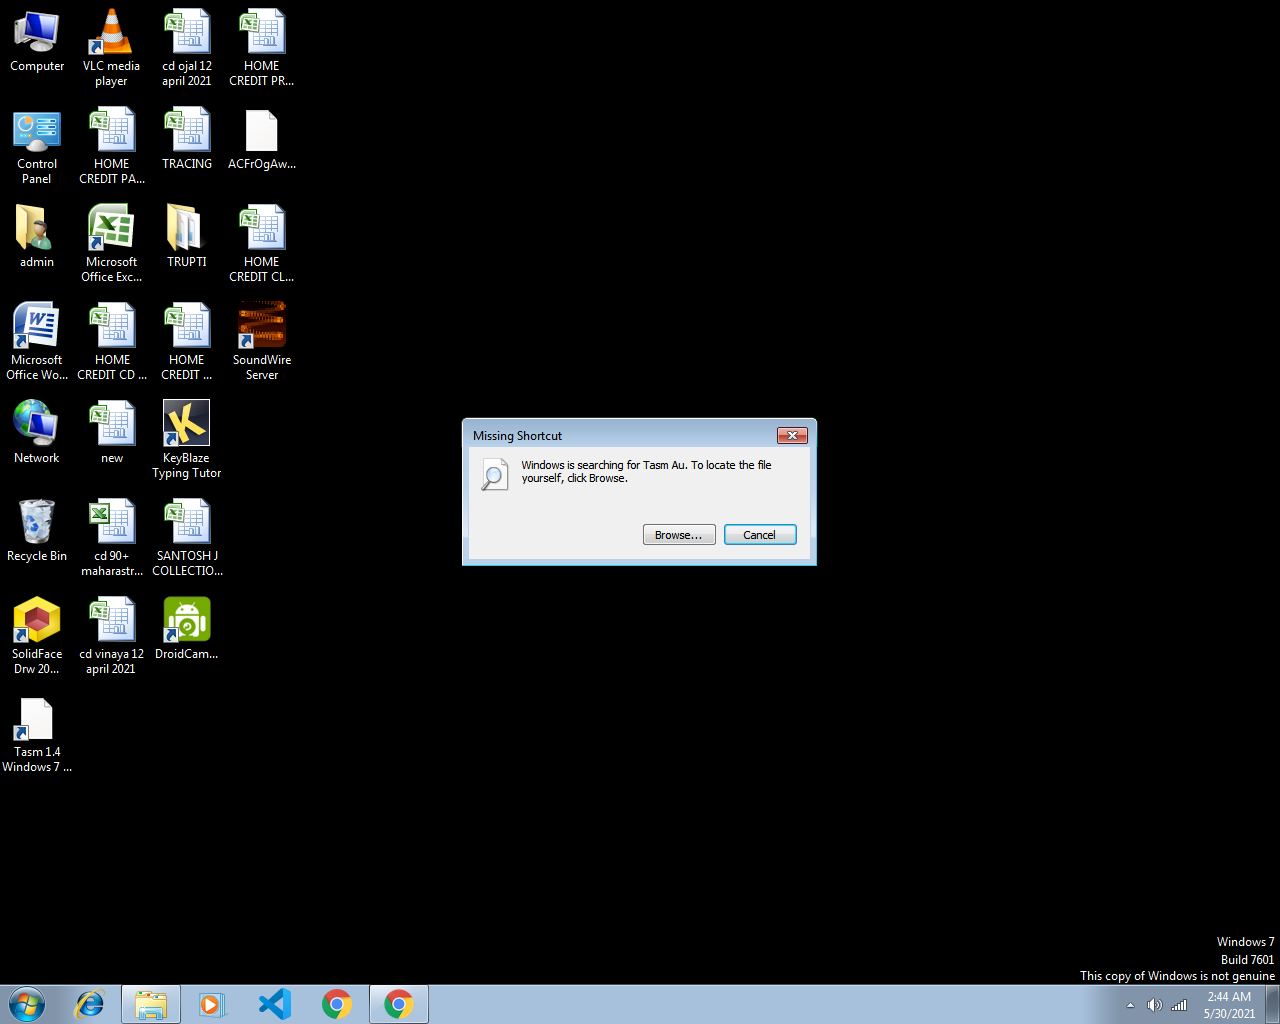 Computer
VLC media
player
cd ojal 12
april 2021
HOME
CREDIT PR...
Control
Panel
HOME
CREDIT PA...
TRACING
ACFrOgAw...
admin
Microsoft
Office Exc...
TRUPTI
HOME
CREDIT CL...
Microsoft
Office Wo...
HOME
CREDIT CD ...
HOME
CREDIT ...
SoundWire
Server
Network
new
KeyBlaze
Typing Tutor
Recycle Bin
cd 90+
maharastr...
SANTOSH J
COLLECTIO...
SolidFace
Drw 20...
cd vinaya 12
april 2021
DroidCam...
Tasm 1.4
Windows 7 ...
Missing Shortcut
Windows is searching for Tasm Au. To locate the file
yourself, click Browse.
Browse...
Cancel
Windows 7
Build 7601
This copy of Windows is not genuine
2:44 AM
5/30/2021